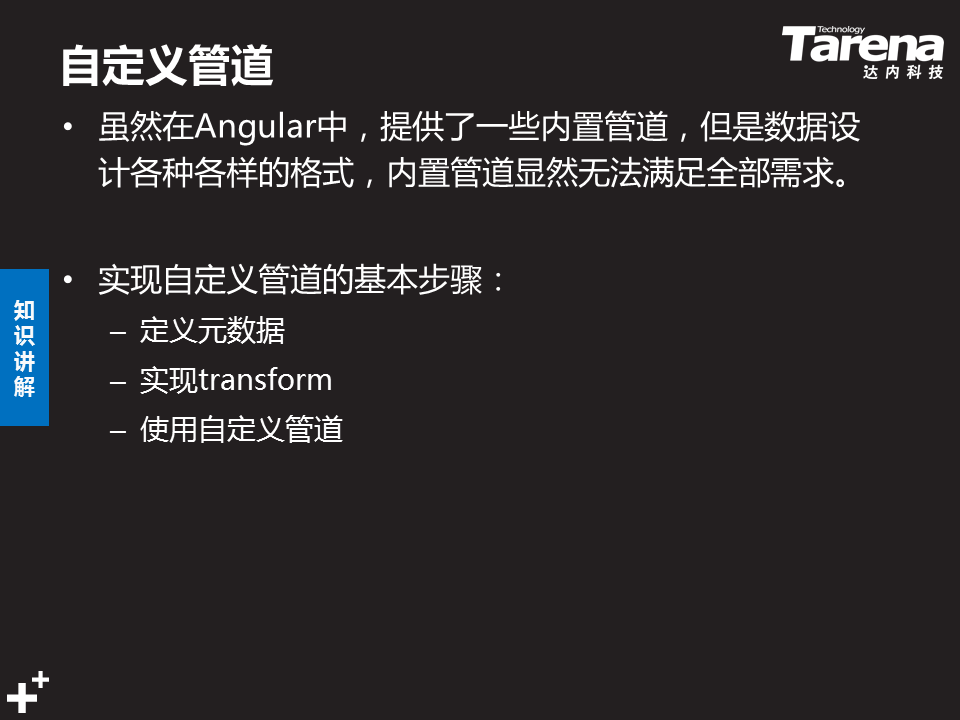 自定义管道
Technology
Tarena
达内科技
• 虽然在Angular中，提供了一些内置管道，但是数据设
计各种各样的格式，内置管道显然无法满足全部需求。
• 实现自定义管道的基本步骤：
– 定义元数据
– 实现transform
– 使用自定义管道
知
识
讲
解